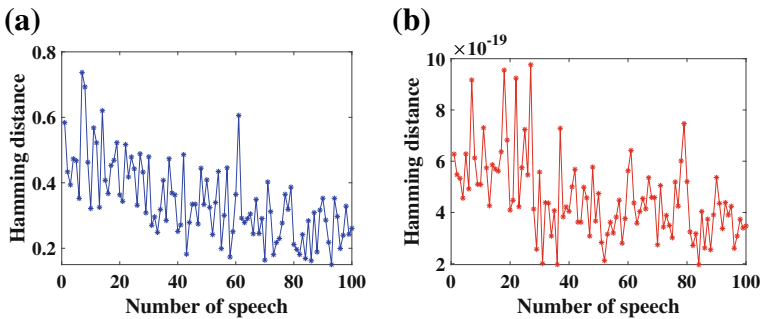 (a)
0.8
0.6
0.4
0.2
0 20 40 60 80 100
Hamming distance
Number of speech
(b)
×10-19
10
8
6
4
2
0 20 40 60 80 100
Hamming distance
Number of speech